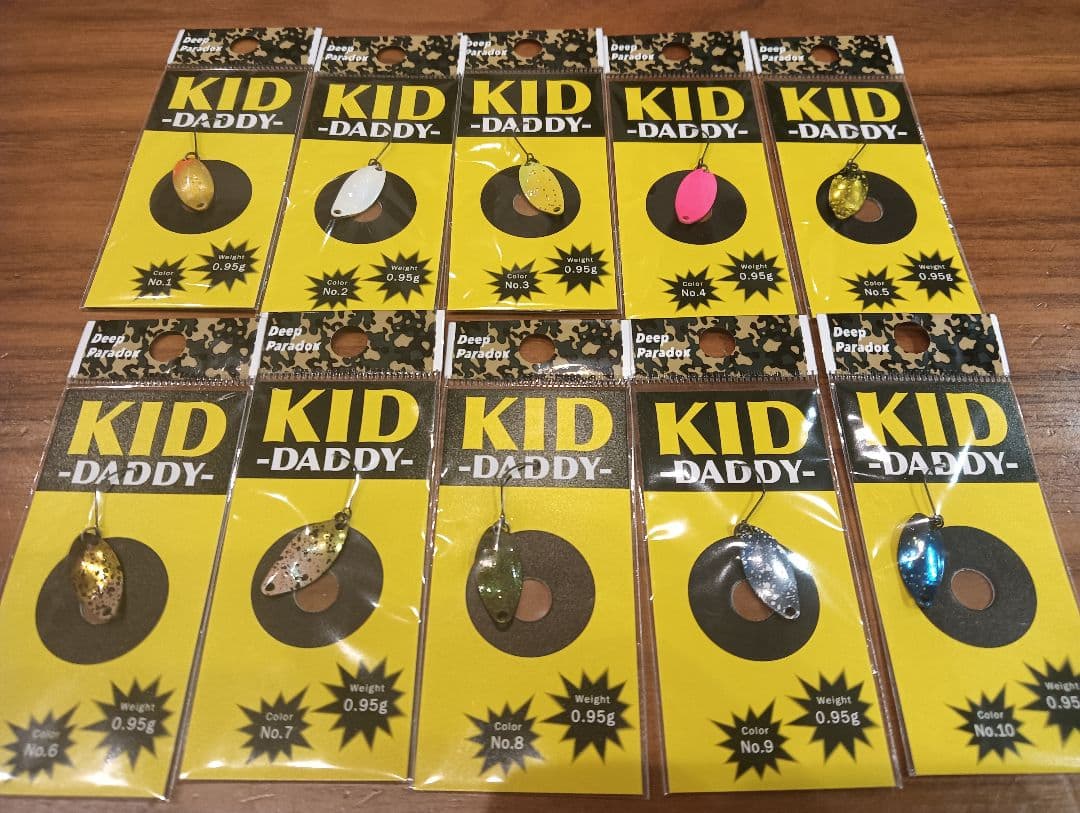 Deep
Paradox
KID
-DADDY-
Color
No.1
Weight
0.95g
Deep
Paradox
KID
-DADDY-
Color
No.2
Weight
0.95g
Deep
Paradox
KID
-DADDY-
Color
No.3
Weight
0.95g
Deep
Paradox
KID
-DADDY-
Color
No.4
Weight
0.95g
Deep
Paradox
KID
-DADDY-
Color
No.5
Weight
0.95g
Deep
Paradox
KID
-DADDY-
Color
No.6
Weight
0.95g
Deep
Paradox
KID
-DADDY-
Color
No.7
Weight
0.95g
Deep
Paradox
KID
-DADDY-
Color
No.8
Weight
0.95g
Deep
Paradox
KID
-DADDY-
Color
No.9
Weight
0.95g
Deep
Paradox
KID
-DADDY-
Color
No.10
Weight
0.95